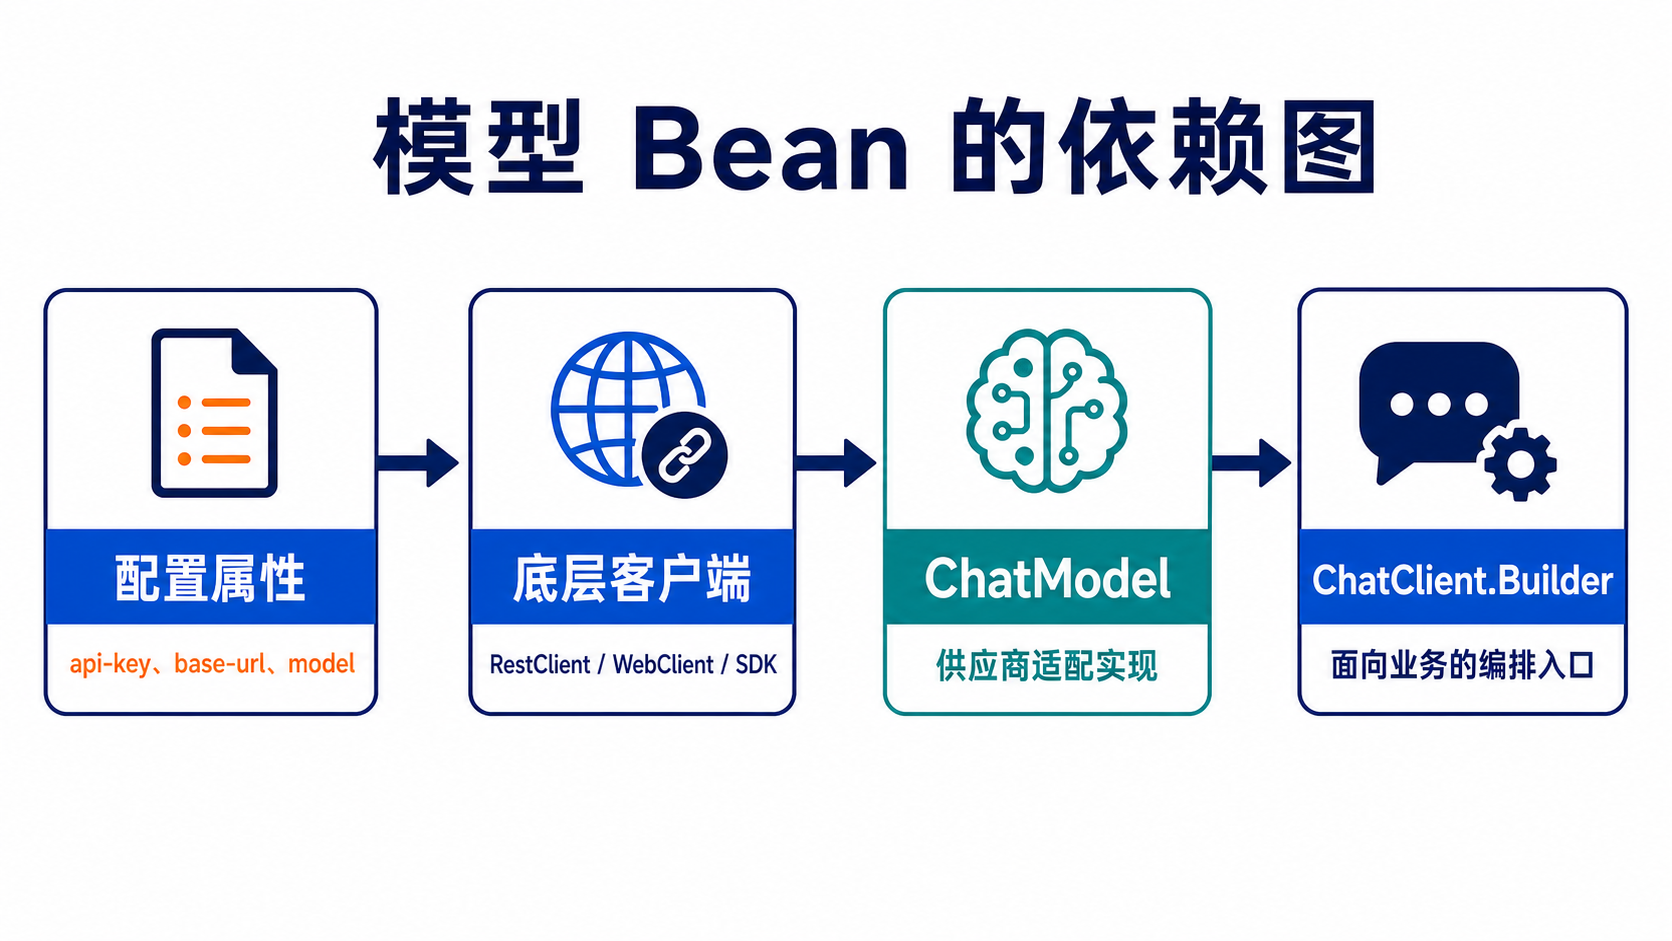 模型 Bean 的依赖图
配置属性
api-key、base-url、model
底层客户端
RestClient / WebClient / SDK
ChatModel
供应商适配实现
ChatClient.Builder
面向业务的编排入口